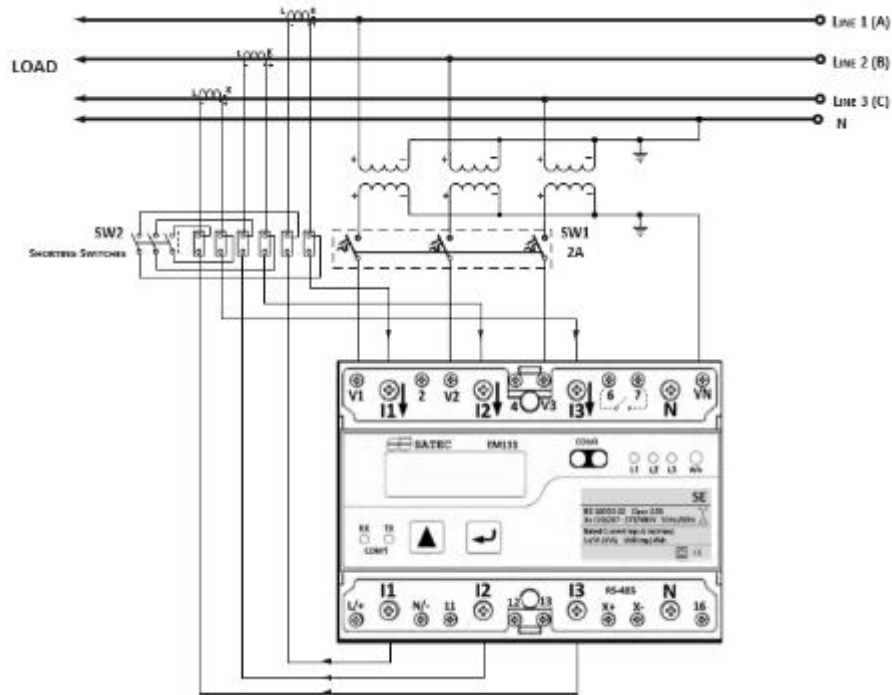 L K
LINE 1 (A)
L K
LOAD
LINE 2 (B)
L K
LINE 3 (C)
N
+ - + - + -
+ - + - + -
SW2
SHORTING SWITCHES
SW1
2A
V1 I1 2 V2 I2 4 V3 I3 6 7 N VN
SATEC EM133
COM3
L1 L2 L3 Wh
SE
RX TX
COM1
I1 I2 I3 RS-485 N
L/+ N/- 11 12 13 X+ X- 16